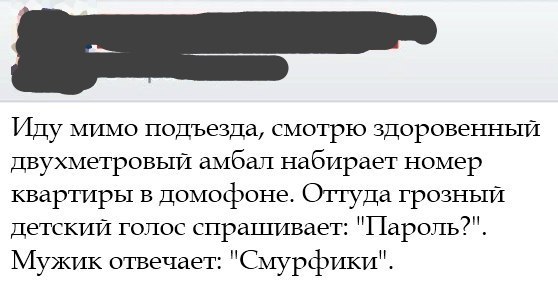 Иду мимо подъезда, смотрю здоровенный
двухметровый амбал набирает номер
квартиры в домофоне. Оттуда грозный
детский голос спрашивает: "Пароль?".
Мужик отвечает: "Смурфики".